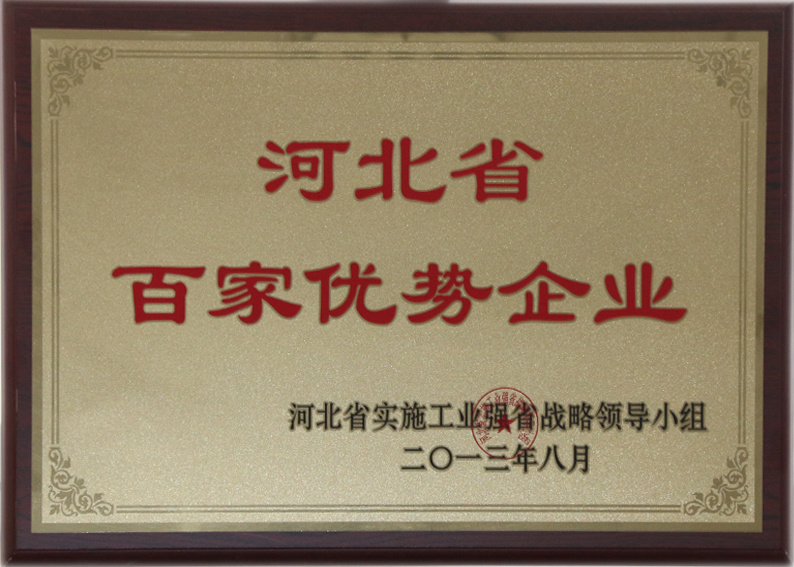 河北省
百家优势企业
河北省实施工业强省战略领导小组
二〇一三年八月